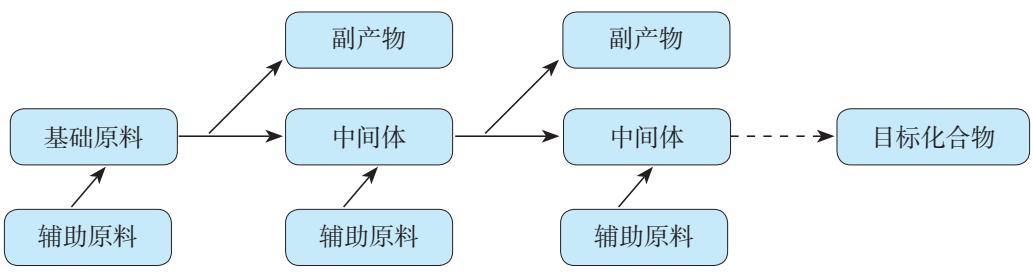 副产物
副产物
基础原料
中间体
中间体
目标化合物
辅助原料
辅助原料
辅助原料